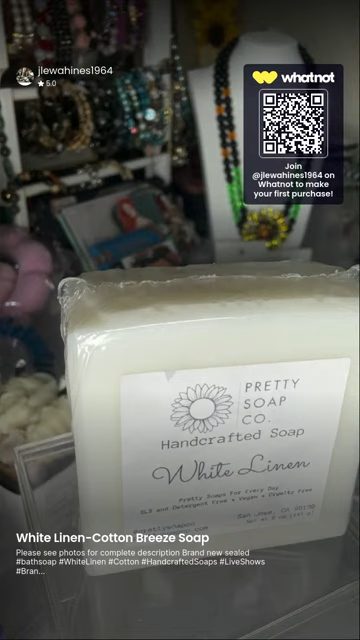 jlewahines1964
★ 5.0
whatnot
Join
@jlewahines1964 on
Whatnot to make
your first purchase!
PRETTY
SOAP
CO.
Handcrafted Soap
White Linen
Pretty Soaps for Every Day
SLS and Detergent Free • Vegan • Cruelty Free
@prettysoapco
San Jose, CA
White Linen-Cotton Breeze Soap
Please see photos for complete description Brand new sealed
#bathsoap #WhiteLinen #Cotton #HandcraftedSoaps #LiveShows
#Bran...